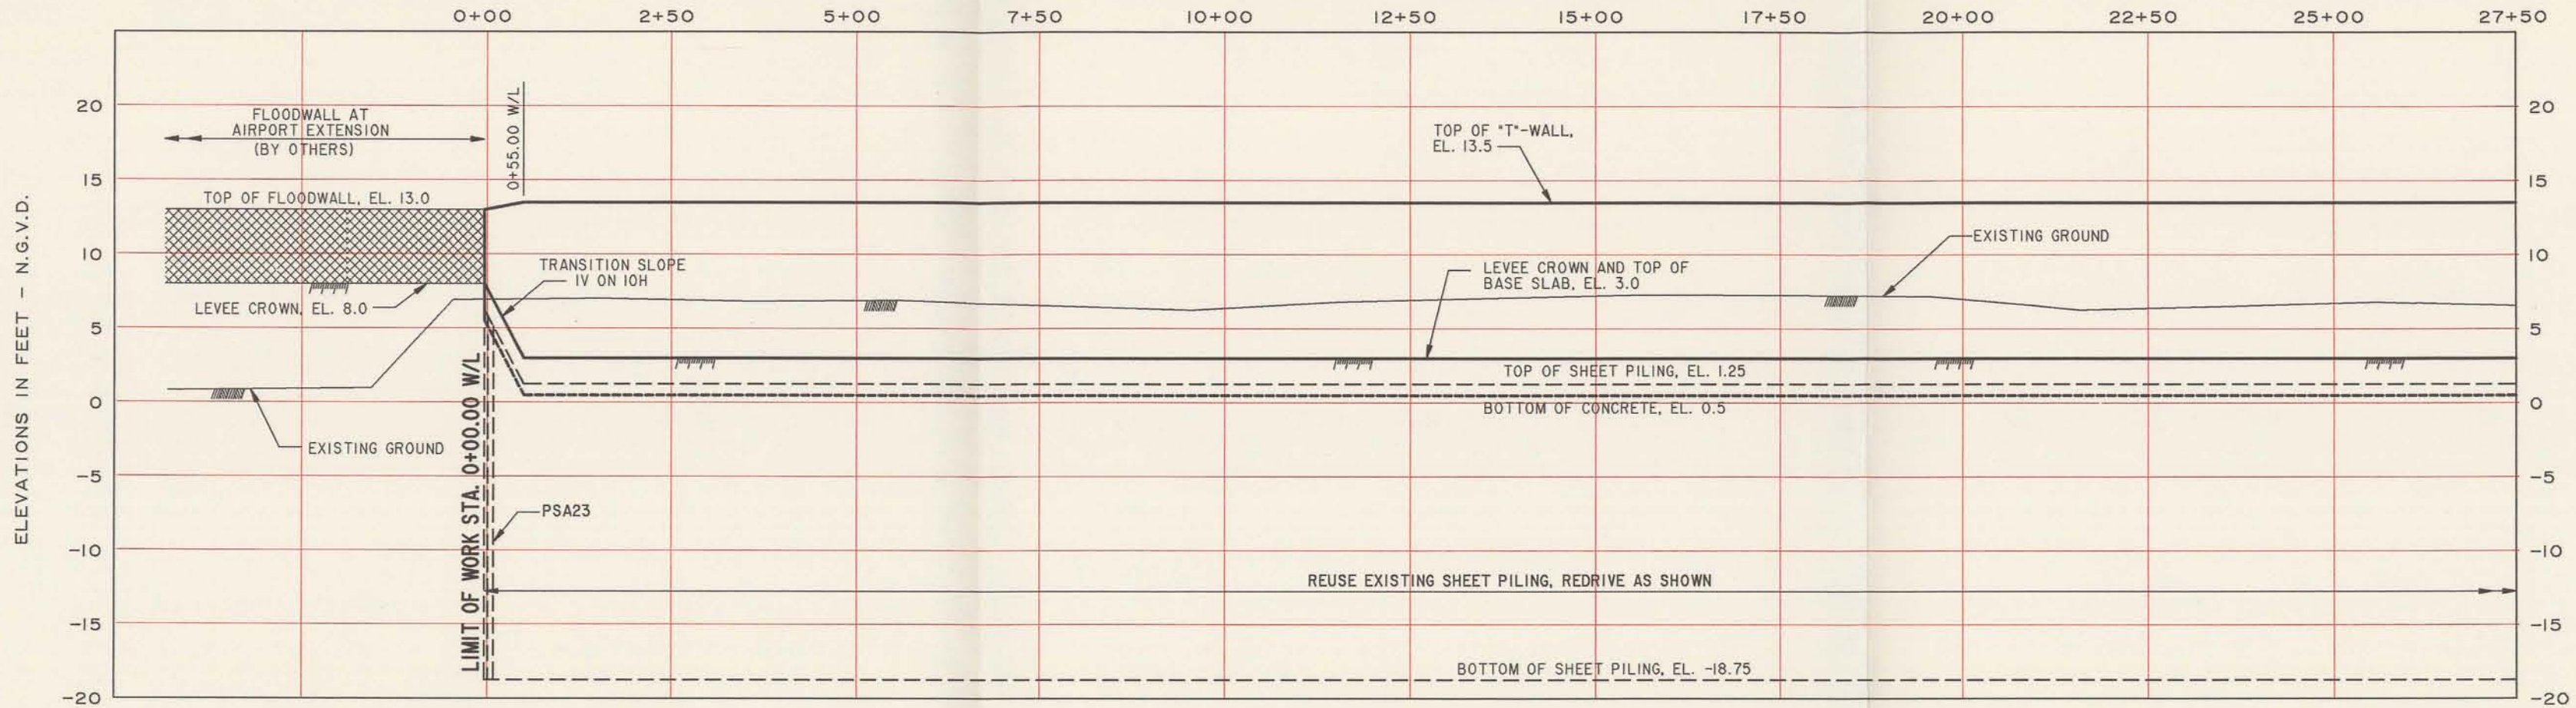 0+00 2+50 5+00 7+50 10+00 12+50 15+00 17+50 20+00 22+50 25+00 27+50
ELEVATIONS IN FEET - N.G.V.D.
20
15
10
5
0
-5
-10
-15
-20
FLOODWALL AT
AIRPORT EXTENSION
(BY OTHERS)
0+55.00 W/L
TOP OF FLOODWALL, EL. 13.0
TOP OF "T"-WALL,
EL. 13.5
EXISTING GROUND
TRANSITION SLOPE
1V ON 10H
LEVEE CROWN AND TOP OF
BASE SLAB, EL. 3.0
LEVEE CROWN, EL. 8.0
TOP OF SHEET PILING, EL. 1.25
BOTTOM OF CONCRETE, EL. 0.5
EXISTING GROUND
LIMIT OF WORK STA. 0+00.00 W/L
PSA23
REUSE EXISTING SHEET PILING, REDRIVE AS SHOWN
BOTTOM OF SHEET PILING, EL. -18.75
20
15
10
5
0
-5
-10
-15
-20